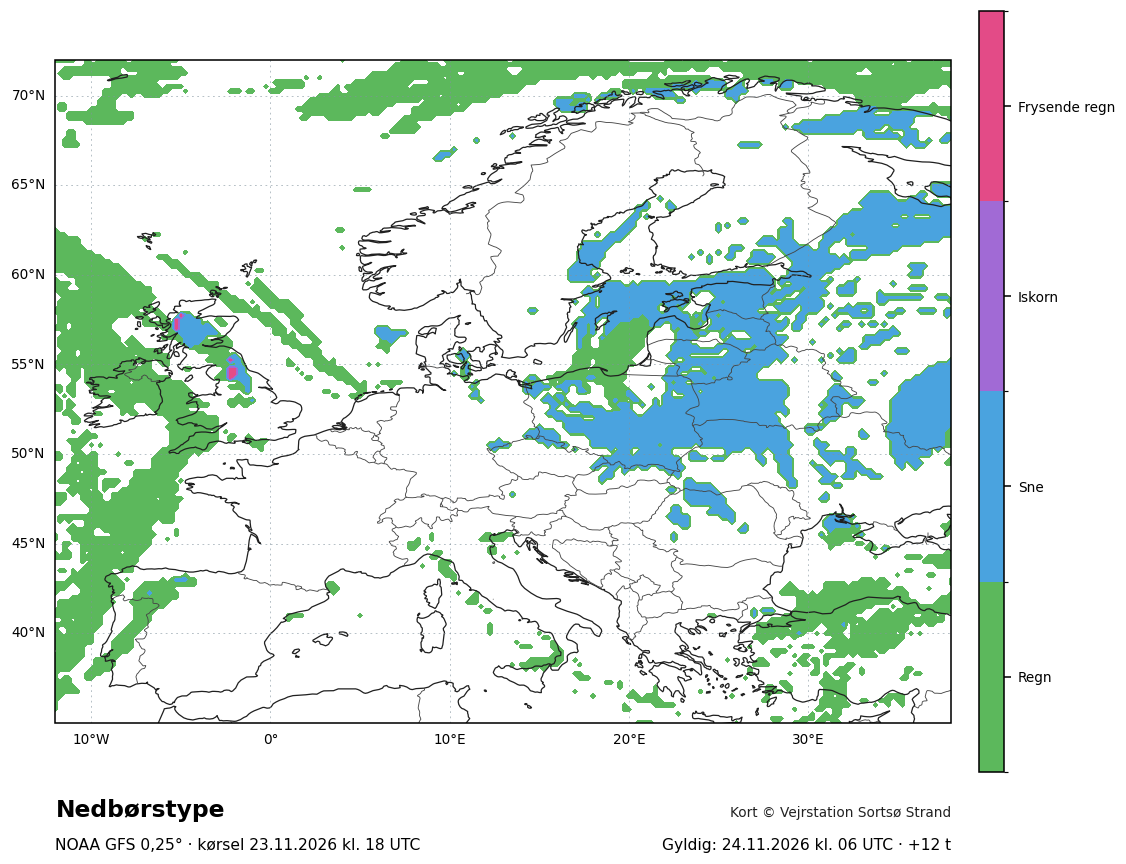 Frysende regn
Iskorn
Sne
Regn
70°N
65°N
60°N
55°N
50°N
45°N
40°N
10°W
0°
10°E
20°E
30°E
Nedbørstype
Kort © Vejrstation Sortsø Strand
NOAA GFS 0,25° · kørsel 23.11.2026 kl. 18 UTC
Gyldig: 24.11.2026 kl. 06 UTC · +12 t